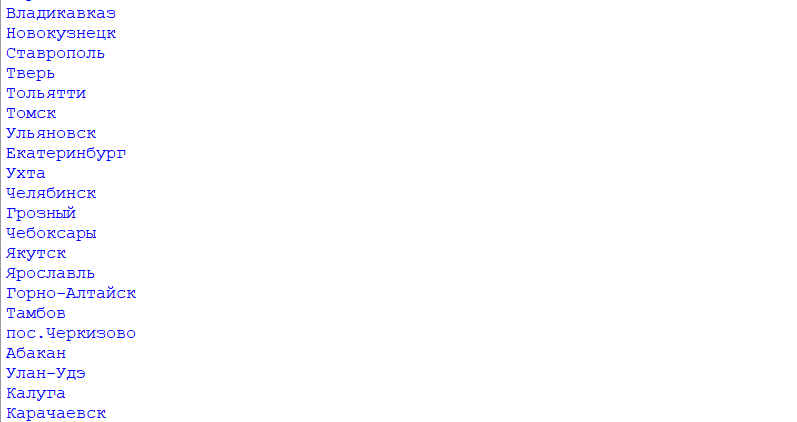 Владикавказ
Новокузнецк
Ставрополь
Тверь
Тольятти
Томск
Ульяновск
Екатеринбург
Ухта
Челябинск
Грозный
Чебоксары
Якутск
Ярославль
Горно-Алтайск
Тамбов
пос.Черкизово
Абакан
Улан-Удэ
Калуга
Карачаевск